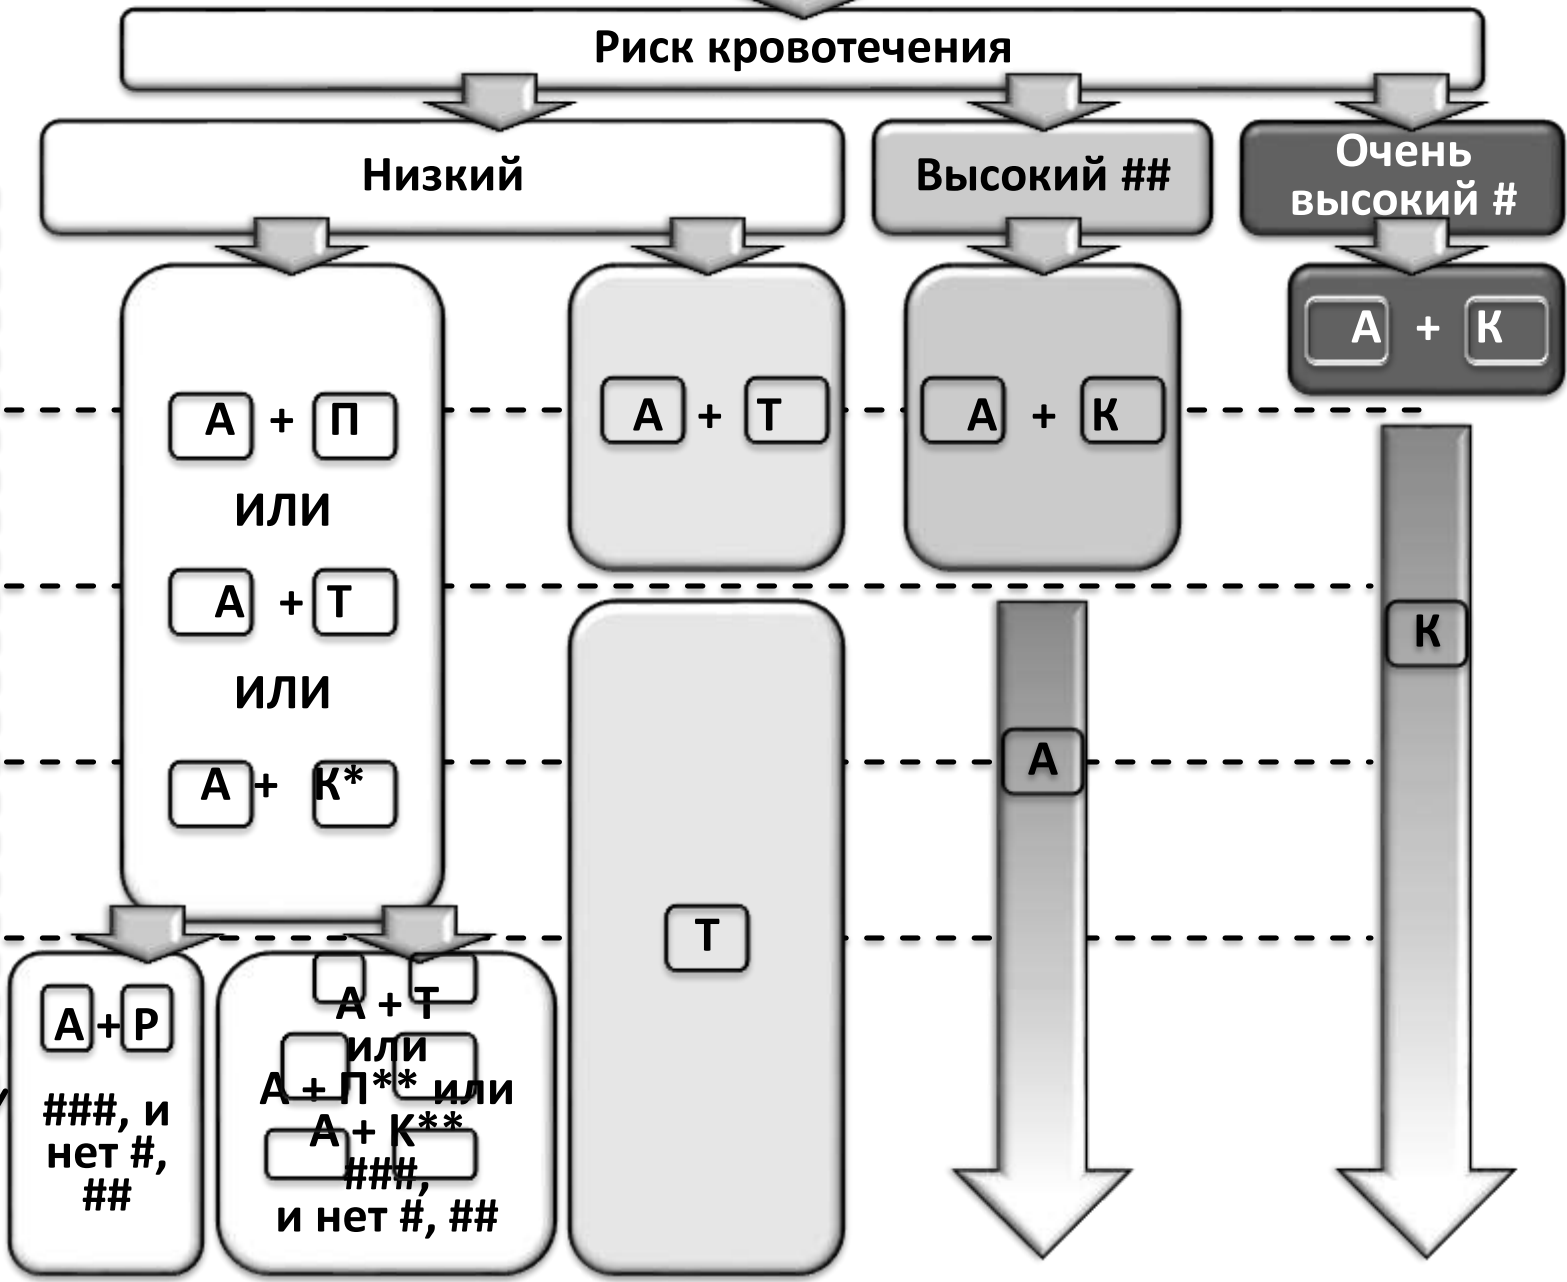 Риск кровотечения
Низкий
Высокий ##
Очень
высокий #
А + П
ИЛИ
А + Т
ИЛИ
А + К*
А + Т
Т
А + К
А
А + К
К
А + Р
###, и
нет #,
##
А + Т
или
А + П** или
А + К**
###,
и нет #, ##